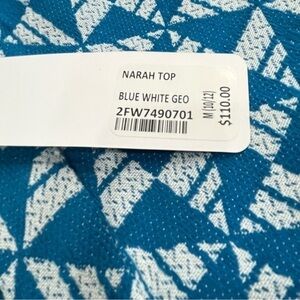 NARAH TOP
BLUE WHITE GEO
2FW7490701
M (10/12)
$110.00